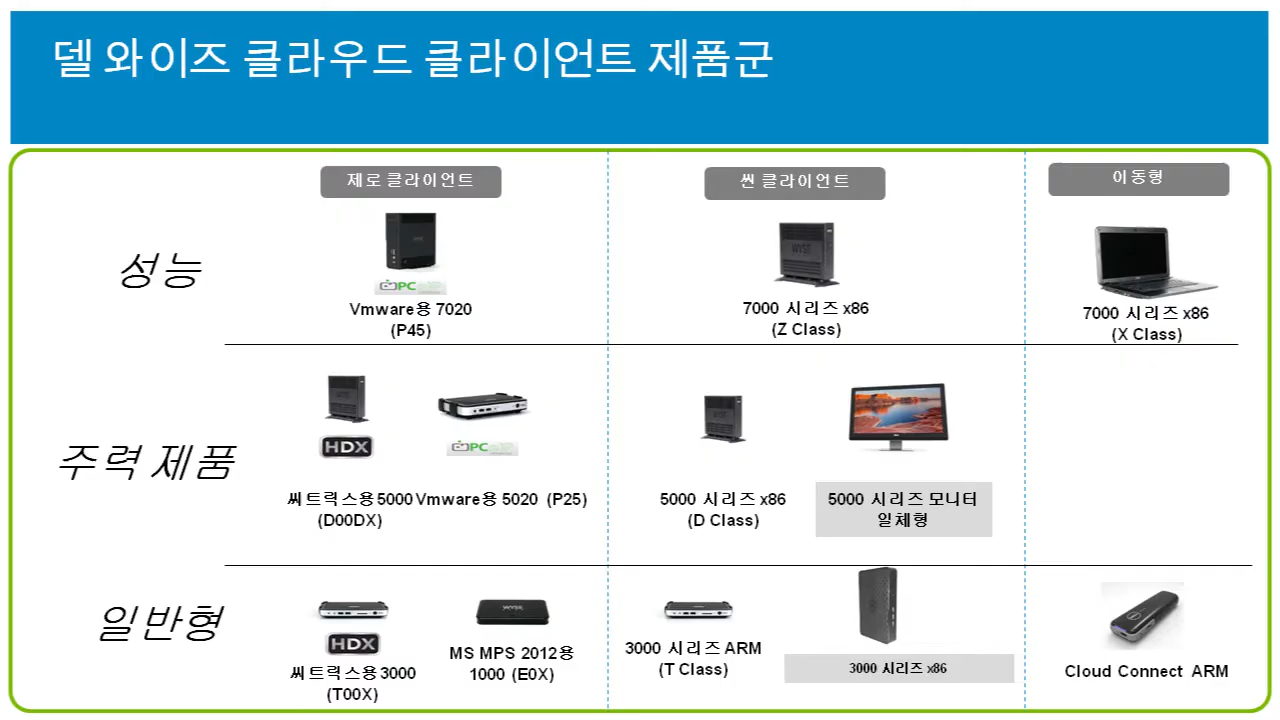 델 와이즈 클라우드 클라이언트 제품군
제로 클라이언트
씬 클라이언트
이동형
성능
PC
Vmware용 7020
(P45)
WYSE
7000 시리즈 x86
(Z Class)
7000 시리즈 x86
(X Class)
주력 제품
HDX
씨트릭스용5000
(D00DX)
PC
Vmware용 5020 (P25)
5000 시리즈 x86
(D Class)
5000 시리즈 모니터
일체형
일반형
HDX
씨트릭스용3000
(T00X)
WYSE
MS MPS 2012용
1000 (E0X)
3000 시리즈 ARM
(T Class)
3000 시리즈 x86
Cloud Connect ARM